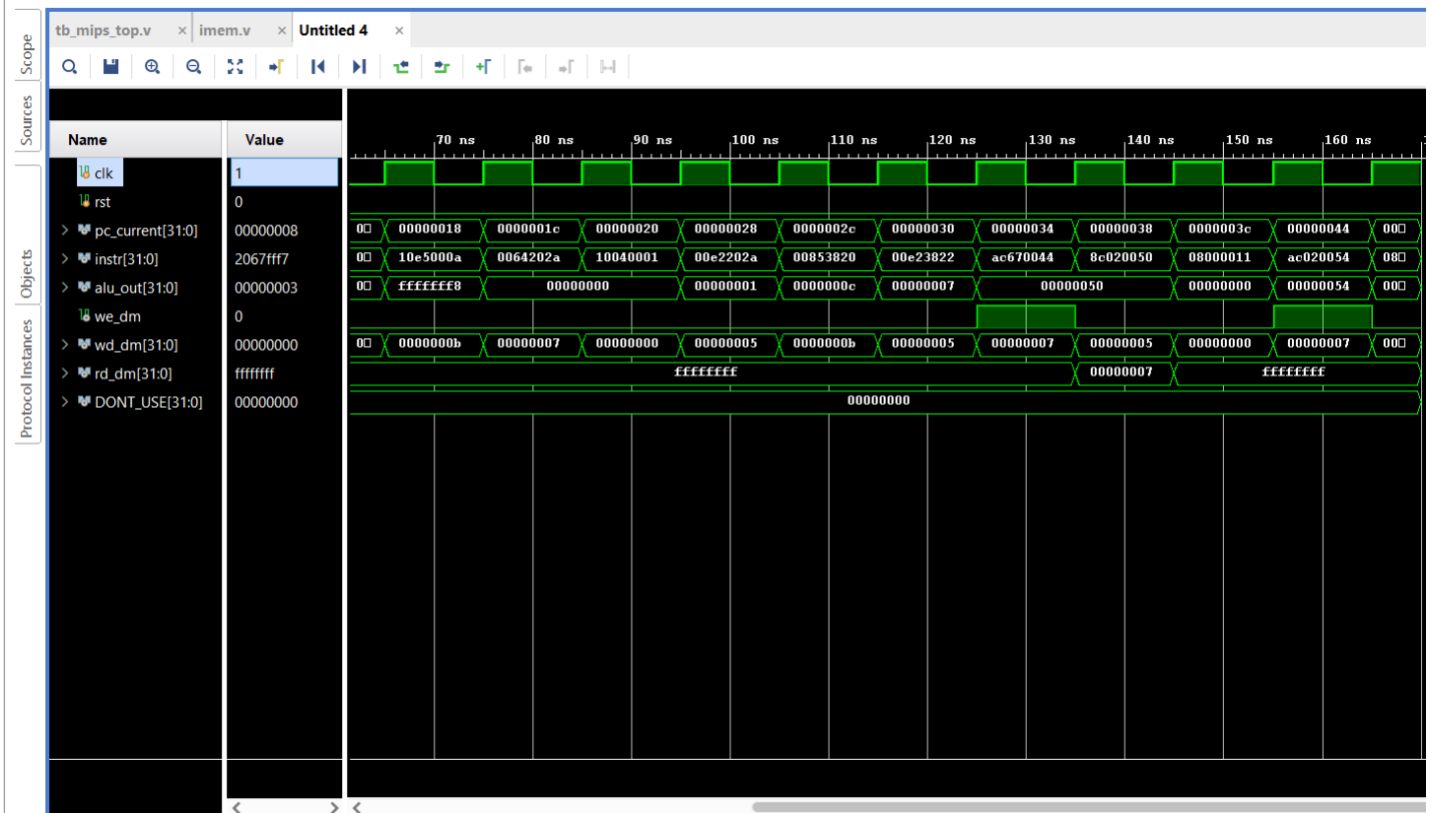 Scope
Sources
Objects
Protocol Instances
tb_mips_top.v × imem.v × Untitled 4 ×
Name Value
70 ns 80 ns 90 ns 100 ns 110 ns 120 ns 130 ns 140 ns 150 ns 160 ns
clk 1
rst 0
pc_current[31:0] 00000008 00000018 0000001c 00000020 00000028 0000002c 00000030 00000034 00000038 0000003c 00000044 00
instr[31:0] 2067fff7 10e5000a 0064202a 10040001 00e2202a 00853820 00e23822 ac670044 8c020050 08000011 ac020054 08
alu_out[31:0] 00000003 fffffff8 00000000 00000001 0000000c 00000007 00000050 00000000 00000054 00
we_dm 0
wd_dm[31:0] 00000000 0000000b 00000007 00000000 00000005 0000000b 00000005 00000007 00000005 00000000 00000007 00
rd_dm[31:0] ffffffff ffffffff 00000007 ffffffff
DONT_USE[31:0] 00000000 00000000